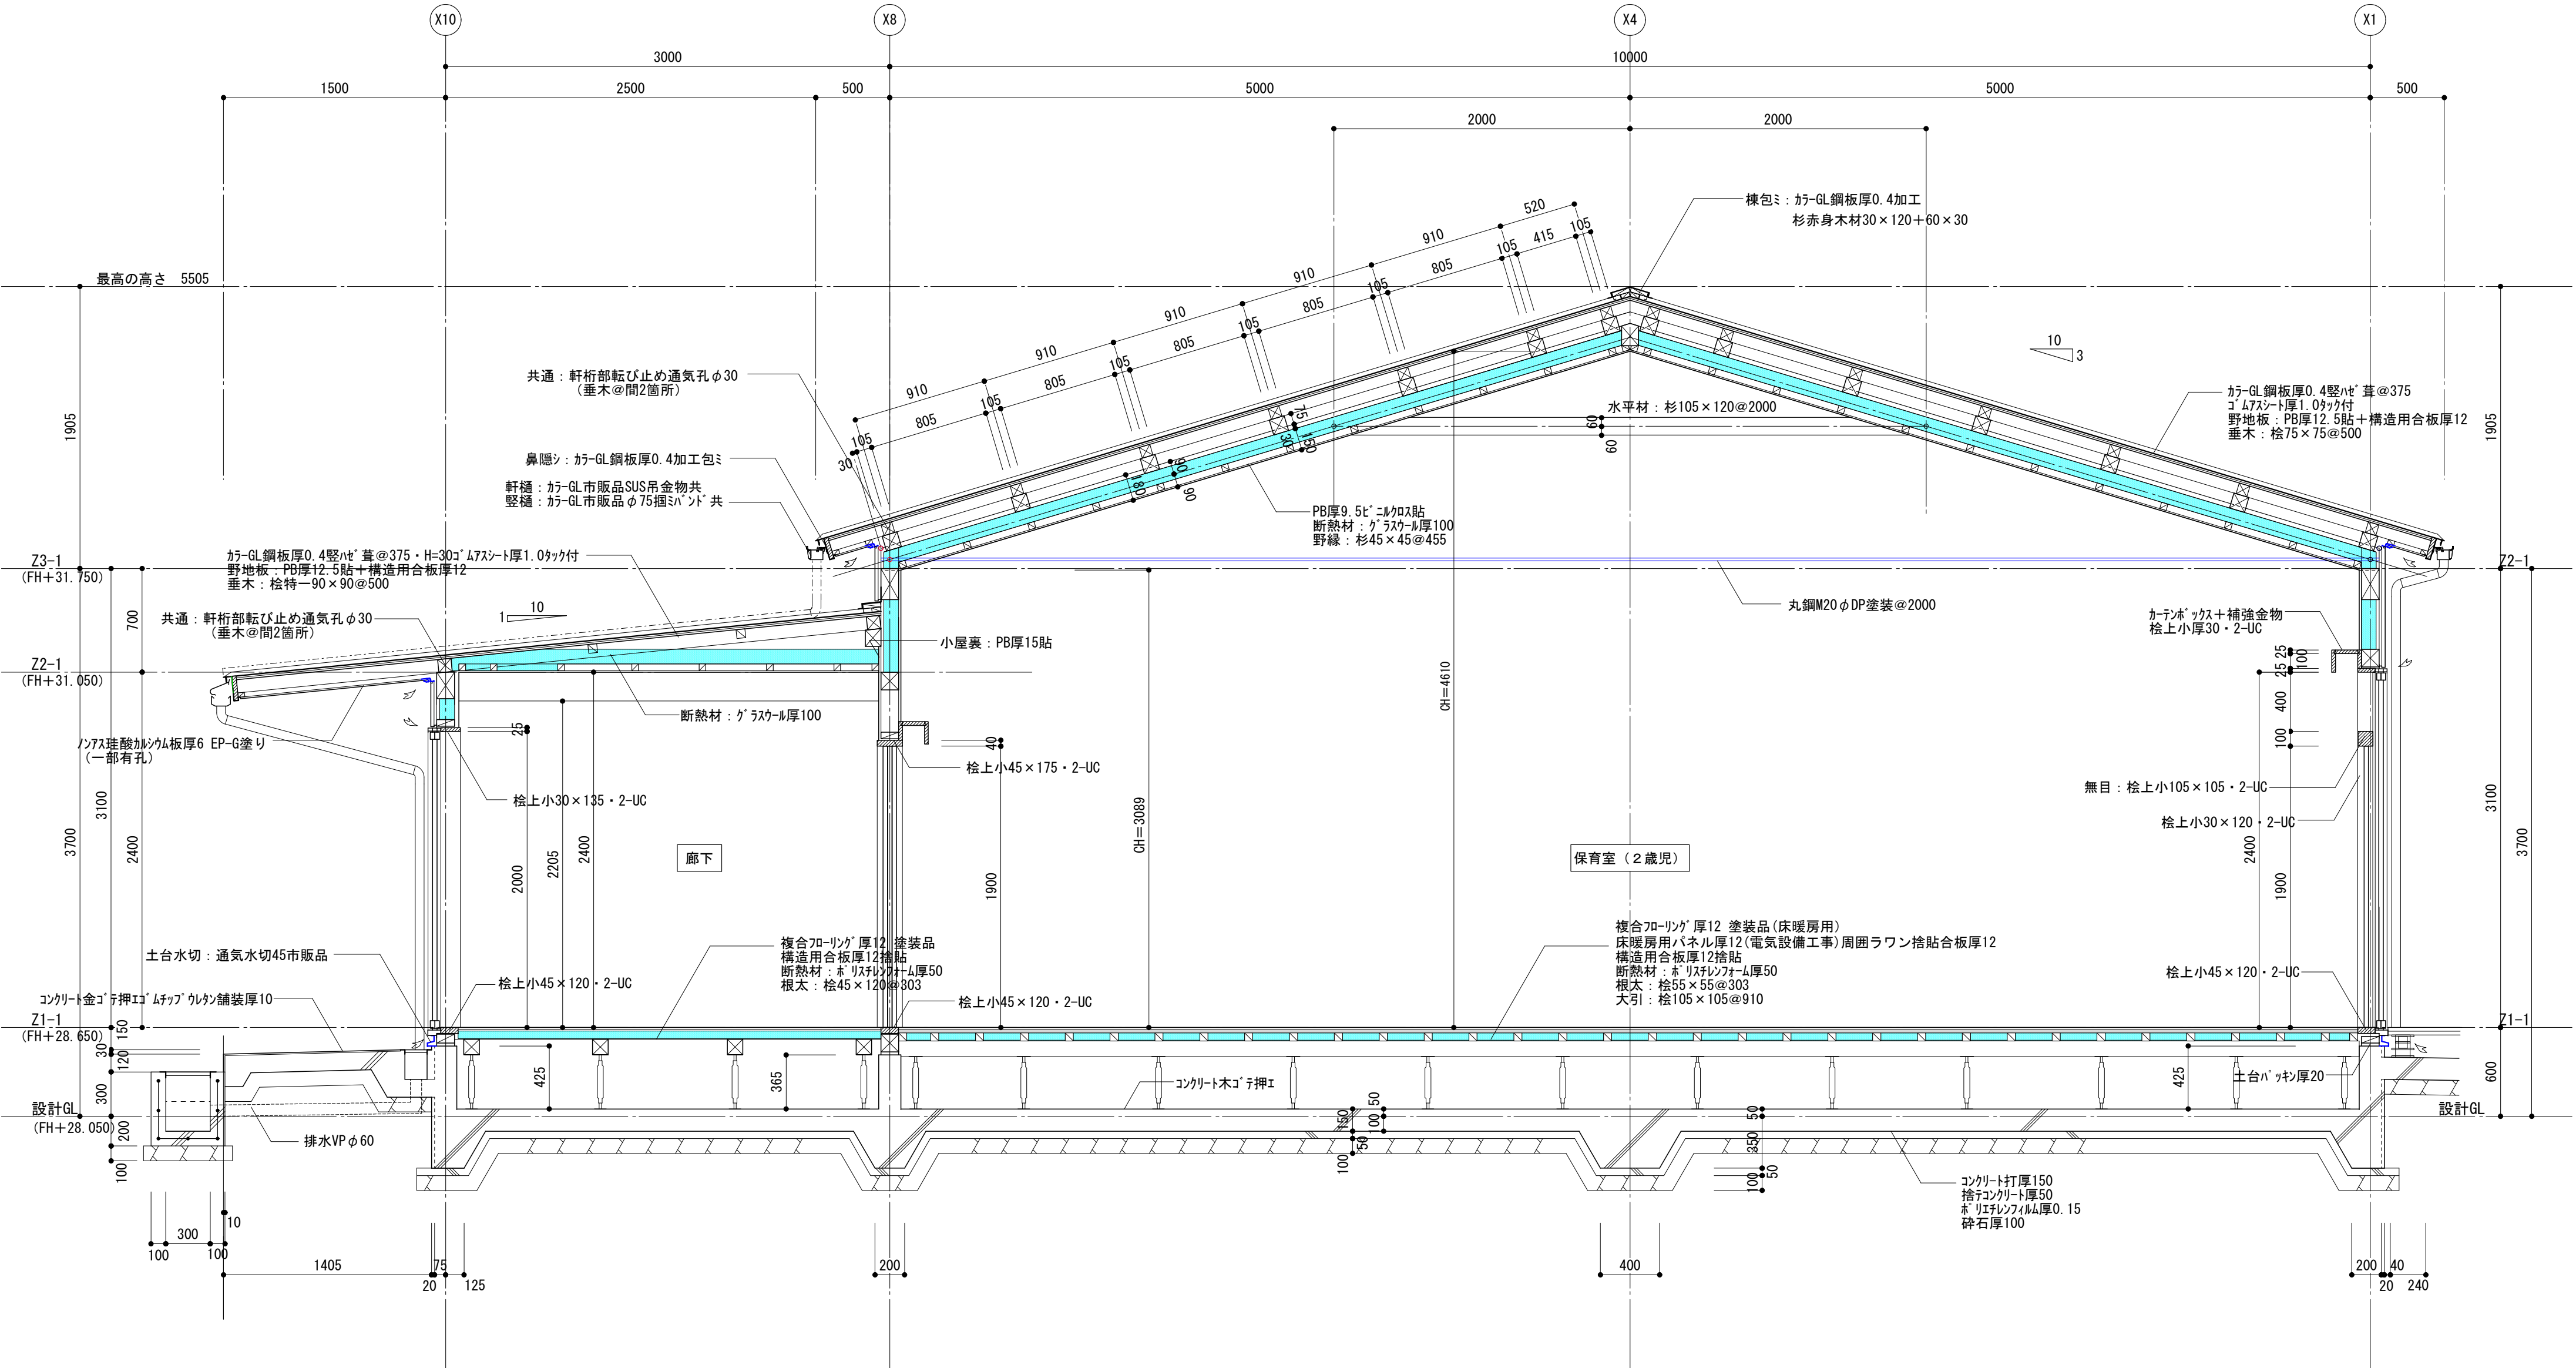 X10
X8
X4
X1
3000
10000
1500
2500
500
5000
5000
500
2000
2000
520
910
910
910
910
910
910
105
415
105
805
105
805
105
805
105
805
105
805
105
30
棟包ミ：ｶﾗｰGL鋼板厚0.4加工
杉赤身木材30×120＋60×30
最高の高さ 5505
10
3
共通：軒桁部転び止め通気孔φ30
（垂木@間2箇所）
鼻隠シ：ｶﾗｰGL鋼板厚0.4加工包ミ
軒樋：ｶﾗｰGL市販品SUS吊金物共
竪樋：ｶﾗｰGL市販品φ75掴ﾐﾊﾞﾝﾄﾞ共
ｶﾗｰGL鋼板厚0.4竪ﾊｾﾞ葺@375
ｺﾞﾑｱｽｼｰﾄ厚1.0ﾀｯｸ付
野地板：PB厚12.5貼＋構造用合板厚12
垂木：桧75×75@500
水平材：杉105×120@2000
60
60
75
30
150
90
180
90
PB厚9.5ﾋﾞﾆﾙｸﾛｽ貼
断熱材：ｸﾞﾗｽｳｰﾙ厚100
野縁：杉45×45@455
1905
1905
Z3-1
(FH＋31.750)
Z2-1
ｶﾗｰGL鋼板厚0.4竪ﾊｾﾞ葺@375・H=30ｺﾞﾑｱｽｼｰﾄ厚1.0ﾀｯｸ付
野地板：PB厚12.5貼＋構造用合板厚12
垂木：桧特一90×90@500
10
1
共通：軒桁部転び止め通気孔φ30
（垂木@間2箇所）
丸鋼M20φDP塗装@2000
ｶｰﾃﾝﾎﾞｯｸｽ＋補強金物
桧上小厚30・2-UC
小屋裏：PB厚15貼
Z2-1
(FH＋31.050)
700
断熱材：ｸﾞﾗｽｳｰﾙ厚100
ﾉﾝｱｽ珪酸ｶﾙｼｳﾑ板厚6 EP-G塗り
（一部有孔）
25
40
25
25
100
400
100
桧上小45×175・2-UC
桧上小30×135・2-UC
無目：桧上小105×105・2-UC
桧上小30×120・2-UC
CH=4610
CH=3089
3700
3100
2400
2000
2205
2400
1900
2400
1900
3100
3700
廊下
保育室（２歳児）
土台水切：通気水切45市販品
複合ﾌﾛｰﾘﾝｸﾞ厚12 塗装品
構造用合板厚12捨貼
断熱材：ﾎﾟﾘｽﾁﾚﾝﾌｫｰﾑ厚50
根太：桧45×120@303
複合ﾌﾛｰﾘﾝｸﾞ厚12 塗装品(床暖房用)
床暖房用パネル厚12(電気設備工事)周囲ラワン捨貼合板厚12
構造用合板厚12捨貼
断熱材：ﾎﾟﾘｽﾁﾚﾝﾌｫｰﾑ厚50
根太：桧55×55@303
大引：桧105×105@910
桧上小45×120・2-UC
桧上小45×120・2-UC
桧上小45×120・2-UC
ｺﾝｸﾘｰﾄ金ｺﾞﾃ押ｴｺﾞﾑﾁｯﾌﾟｳﾚﾀﾝ舗装厚10
Z1-1
(FH＋28.650)
Z1-1
150
30
120
300
200
100
設計GL
(FH＋28.050)
設計GL
600
425
365
425
ｺﾝｸﾘｰﾄ木ｺﾞﾃ押ｴ
土台ﾊﾟｯｷﾝ厚20
排水VPφ60
150
50
100
50
100
50
350
50
100
ｺﾝｸﾘｰﾄ打厚150
捨ﾃｺﾝｸﾘｰﾄ厚50
ﾎﾟﾘｴﾁﾚﾝﾌｨﾙﾑ厚0.15
砕石厚100
10
100
300
100
1405
20
75
125
200
400
200
20
40
240